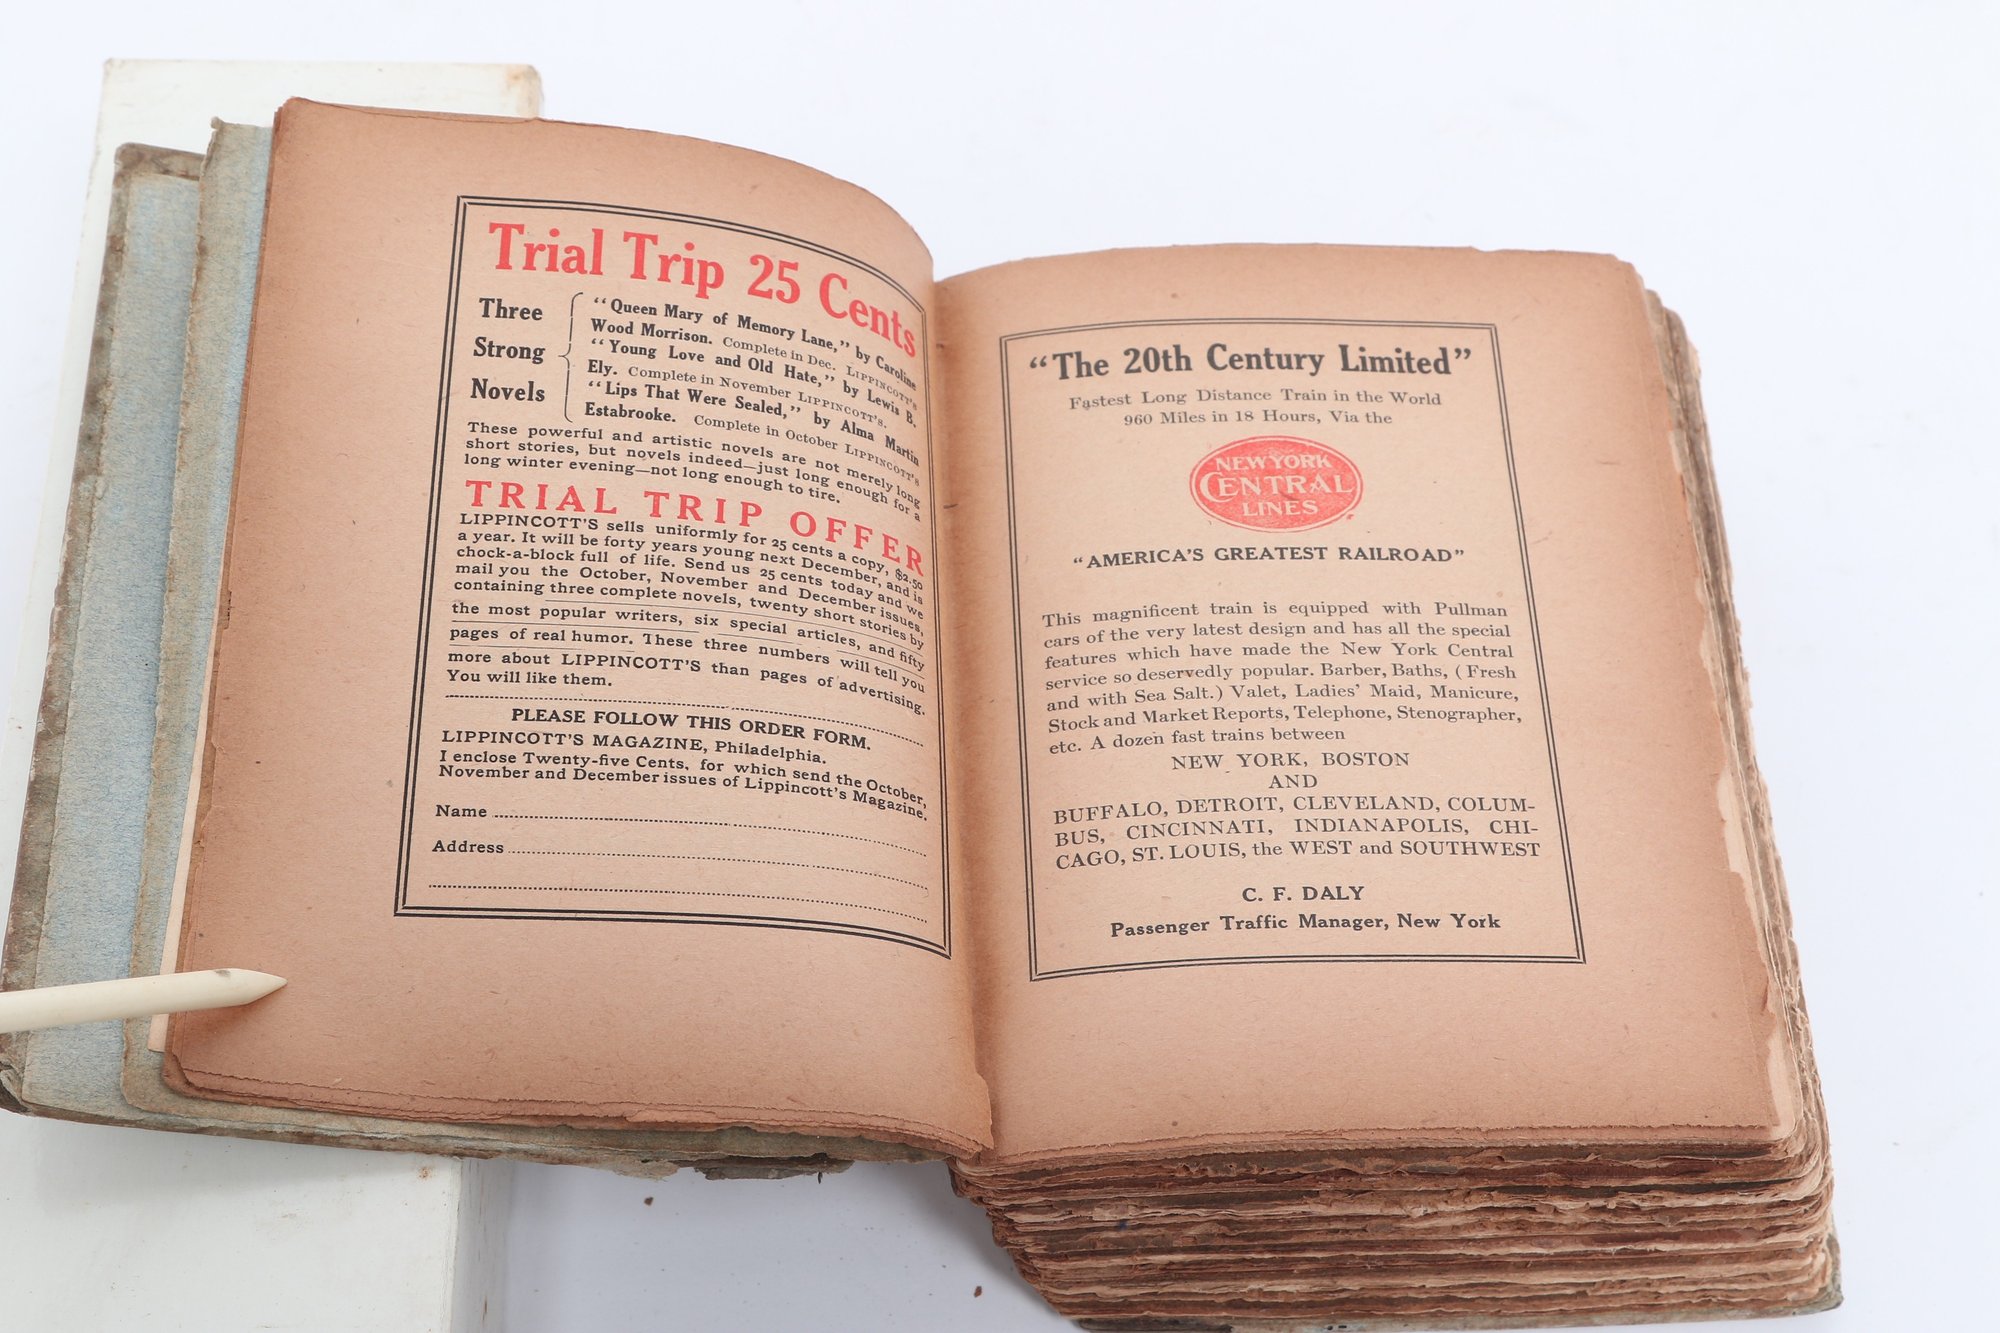 Trial Trip 25 Cents
Three
Strong
Novels
"Queen Mary of Memory Lane," by Caroline
Wood Morrison. Complete in Dec. LIPPINCOTT'S
"Young Love and Old Hate," by Lewis B.
Ely. Complete in November LIPPINCOTT'S.
"Lips That Were Sealed," by Alma Martin
Estabrooke. Complete in October LIPPINCOTT'S
These powerful and artistic novels are not merely long
short stories, but novels indeed—just long enough for a
long winter evening—not long enough to tire.
TRIAL TRIP OFFER
LIPPINCOTT'S sells uniformly for 25 cents a copy, $2.50
a year. It will be forty years young next December, and is
chock-a-block full of life. Send us 25 cents today and we
mail you the October, November and December issues,
containing three complete novels, twenty short stories by
the most popular writers, six special articles, and fifty
pages of real humor. These three numbers will tell you
more about LIPPINCOTT'S than pages of advertising.
You will like them.
PLEASE FOLLOW THIS ORDER FORM.
LIPPINCOTT'S MAGAZINE, Philadelphia.
I enclose Twenty-five Cents, for which send the October,
November and December issues of Lippincott's Magazine.
Name
Address
"The 20th Century Limited"
Fastest Long Distance Train in the World
960 Miles in 18 Hours, Via the
NEW YORK
CENTRAL
LINES
"AMERICA'S GREATEST RAILROAD"
This magnificent train is equipped with Pullman
cars of the very latest design and has all the special
features which have made the New York Central
service so deservedly popular. Barber, Baths, (Fresh
and with Sea Salt.) Valet, Ladies' Maid, Manicure,
Stock and Market Reports, Telephone, Stenographer,
etc. A dozen fast trains between
NEW YORK, BOSTON
AND
BUFFALO, DETROIT, CLEVELAND, COLUM-
BUS, CINCINNATI, INDIANAPOLIS, CHI-
CAGO, ST. LOUIS, the WEST and SOUTHWEST
C. F. DALY
Passenger Traffic Manager, New York